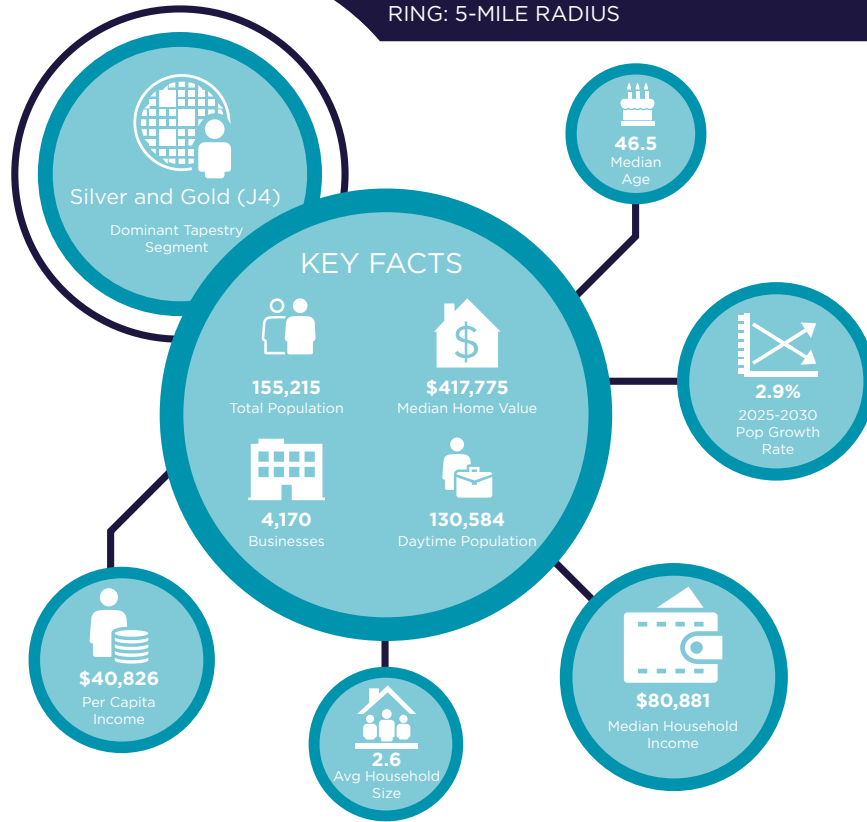 RING: 5-MILE RADIUS
Silver and Gold (J4)
Dominant Tapestry
Segment
46.5
Median
Age
KEY FACTS
155,215
Total Population
$417,775
Median Home Value
4,170
Businesses
130,584
Daytime Population
2.9%
2025-2030
Pop Growth
Rate
$40,826
Per Capita
Income
2.6
Avg Household
Size
$80,881
Median Household
Income